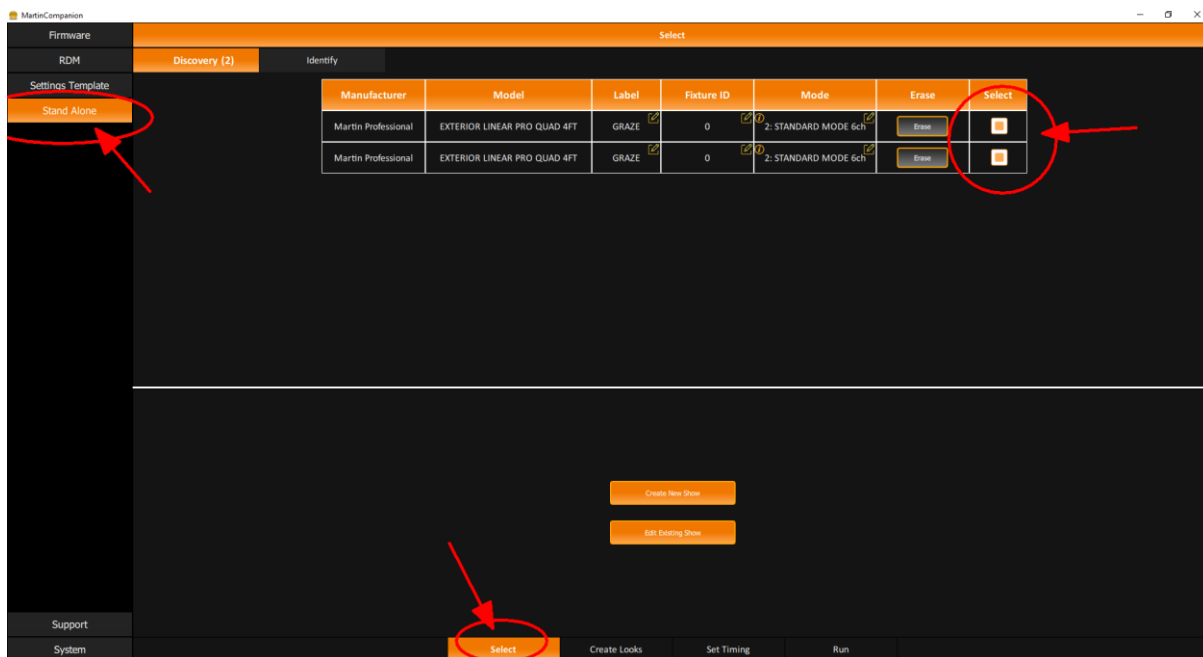 MartinCompanion
Firmware
Select
RDM
Discovery (2)
Identify
Settings Template
Stand Alone
Manufacturer Model Label Fixture ID Mode Erase Select
Martin Professional EXTERIOR LINEAR PRO QUAD 4FT GRAZE 0 2: STANDARD MODE 6ch Erase
Martin Professional EXTERIOR LINEAR PRO QUAD 4FT GRAZE 0 2: STANDARD MODE 6ch Erase
Create New Show
Edit Existing Show
Support
System
Select Create Looks Set Timing Run